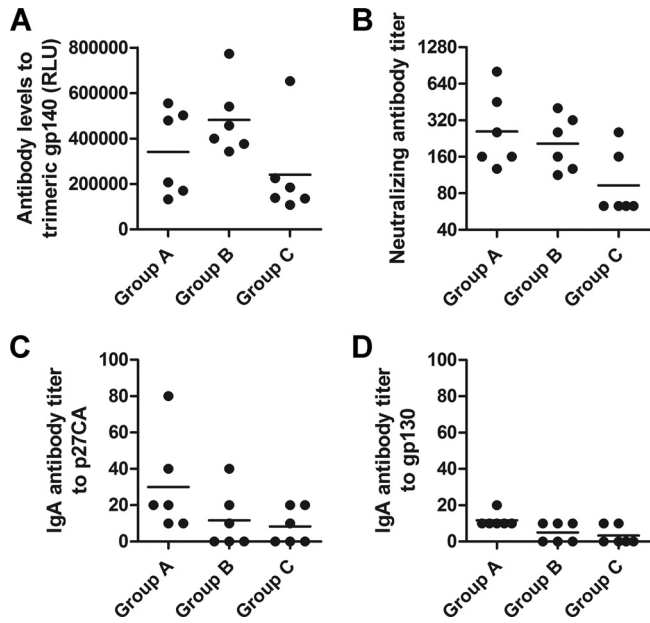 A
Antibody levels to
trimeric gp140 (RLU)
800000
600000
400000
200000
0
Group A
Group B
Group C
B
Neutralizing antibody titer
1280
640
320
160
80
40
Group A
Group B
Group C
C
IgA antibody titer
to p27CA
100
80
60
40
20
0
Group A
Group B
Group C
D
IgA antibody titer
to gp130
100
80
60
40
20
0
Group A
Group B
Group C